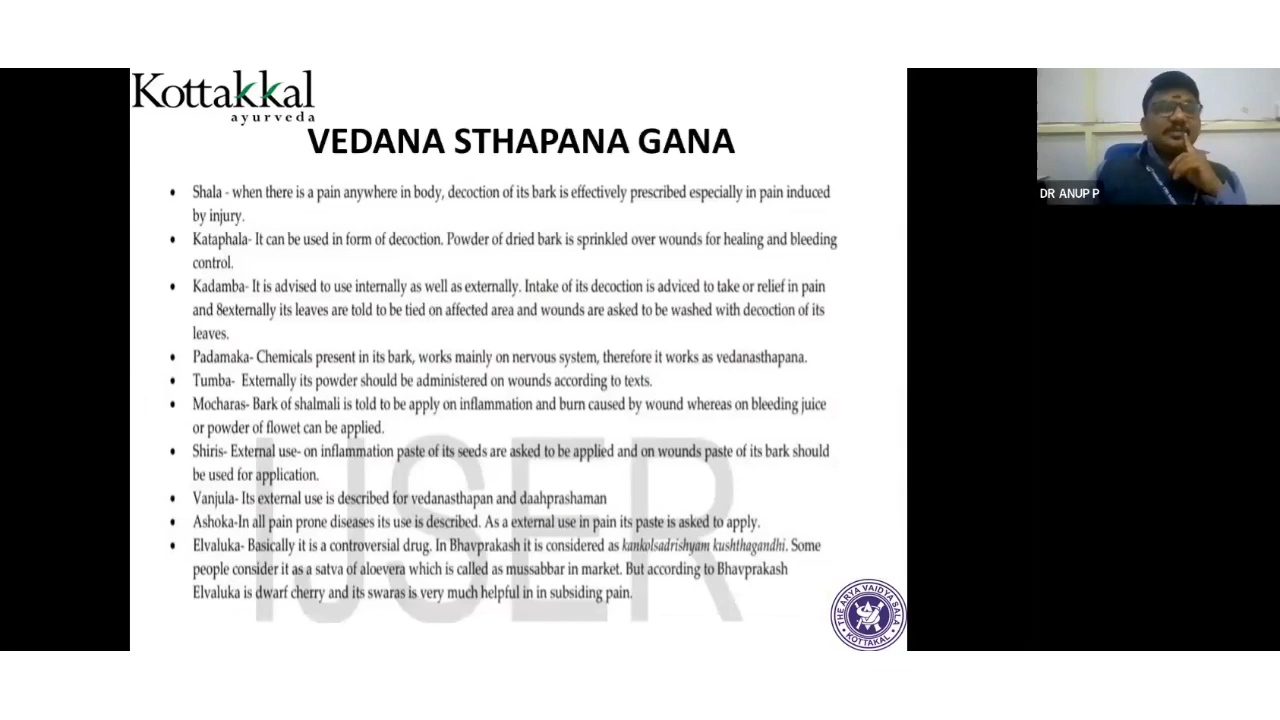 Kottakkal
ayurveda
VEDANA STHAPANA GANA
• Shala - when there is a pain anywhere in body, decoction of its bark is effectively prescribed especially in pain induced
by injury.
• Kataphala- It can be used in form of decoction. Powder of dried bark is sprinkled over wounds for healing and bleeding
control.
• Kadamba- It is advised to use internally as well as externally. Intake of its decoction is adviced to take or relief in pain
and 8externally its leaves are told to be tied on affected area and wounds are asked to be washed with decoction of its
leaves.
• Padamaka- Chemicals present in its bark, works mainly on nervous system, therefore it works as vedanasthapana.
• Tumba- Externally its powder should be administered on wounds according to texts.
• Mocharas- Bark of shalmali is told to be apply on inflammation and burn caused by wound whereas on bleeding juice
or powder of flowet can be applied.
• Shiris- External use- on inflammation paste of its seeds are asked to be applied and on wounds paste of its bark should
be used for application.
• Vanjula- Its external use is described for vedanasthapan and daahprashaman
• Ashoka-In all pain prone diseases its use is described. As a external use in pain its paste is asked to apply.
• Elvaluka- Basically it is a controversial drug. In Bhavprakash it is considered as kankolsadrishyam kushthagandhi. Some
people consider it as a satva of aloevera which is called as mussabbar in market. But according to Bhavprakash
Elvaluka is dwarf cherry and its swaras is very much helpful in in subsiding pain.
IJSER
THE ARYA VAIDYA SALA
• KOTTAKAL •
DR ANUP P